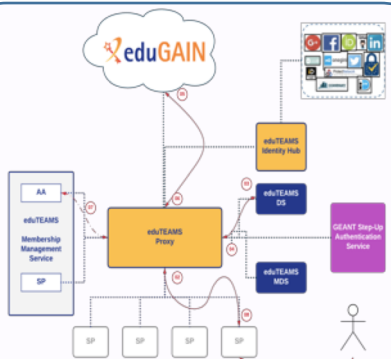 eduGAIN
eduTEAMS
Identity Hub
AA
eduTEAMS
Membership
Management
Service
SP
eduTEAMS
DS
eduTEAMS
Proxy
GEANT Step-Up
Authentication
Service
eduTEAMS
MDS
SP
SP
SP
SP